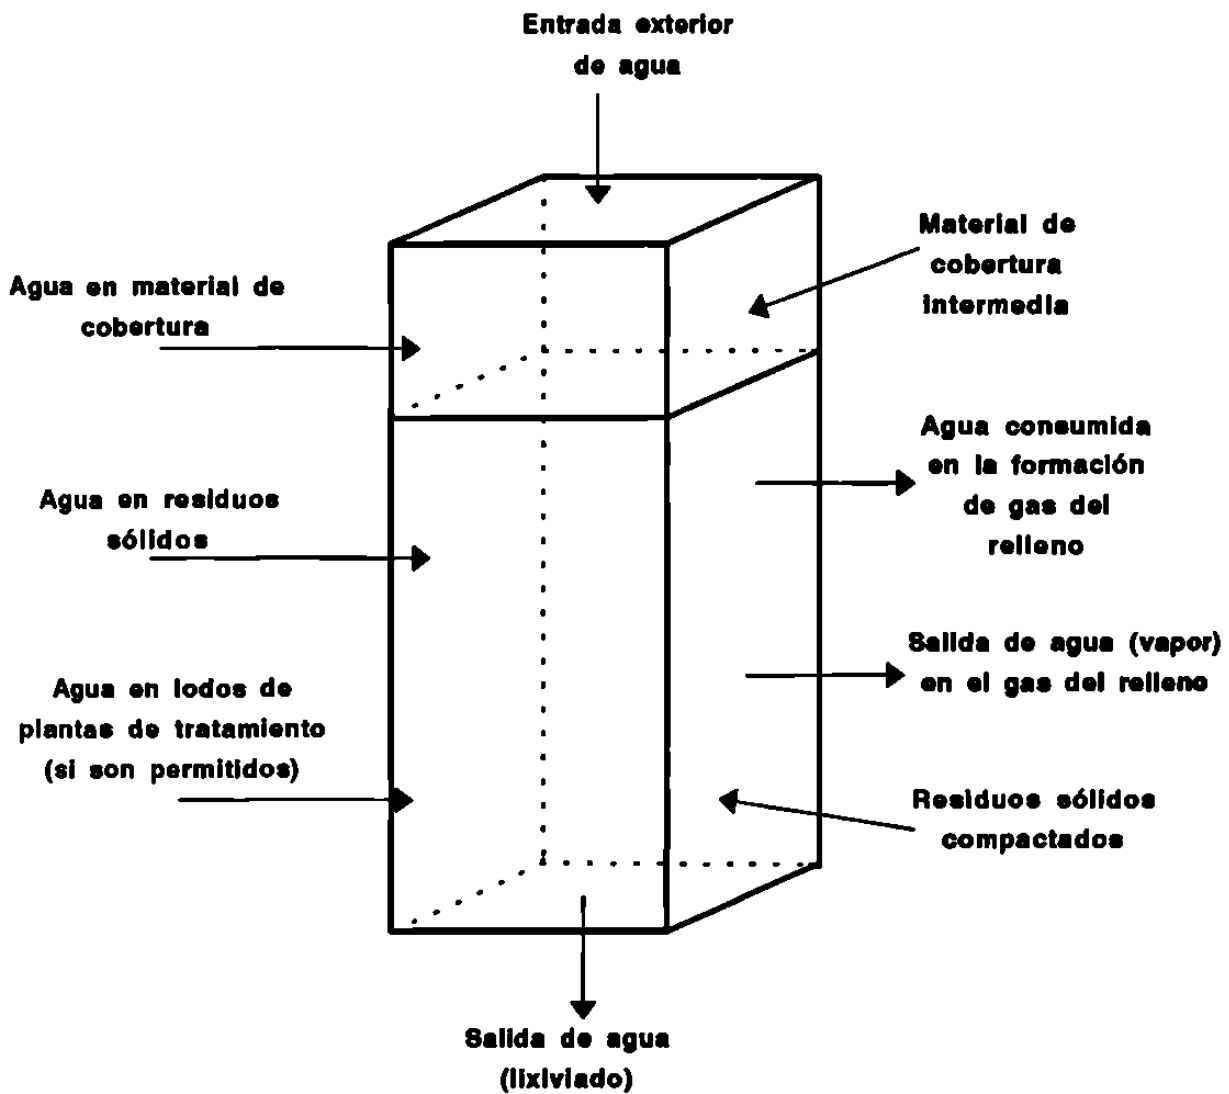 Entrada exterior
de agua
Material de
cobertura
intermedia
Agua en material de
cobertura
Agua consumida
en la formación
de gas del
relleno
Agua en residuos
sólidos
Salida de agua (vapor)
en el gas del relleno
Agua en lodos de
plantas de tratamiento
(si son permitidos)
Residuos sólidos
compactados
Salida de agua
(lixiviado)